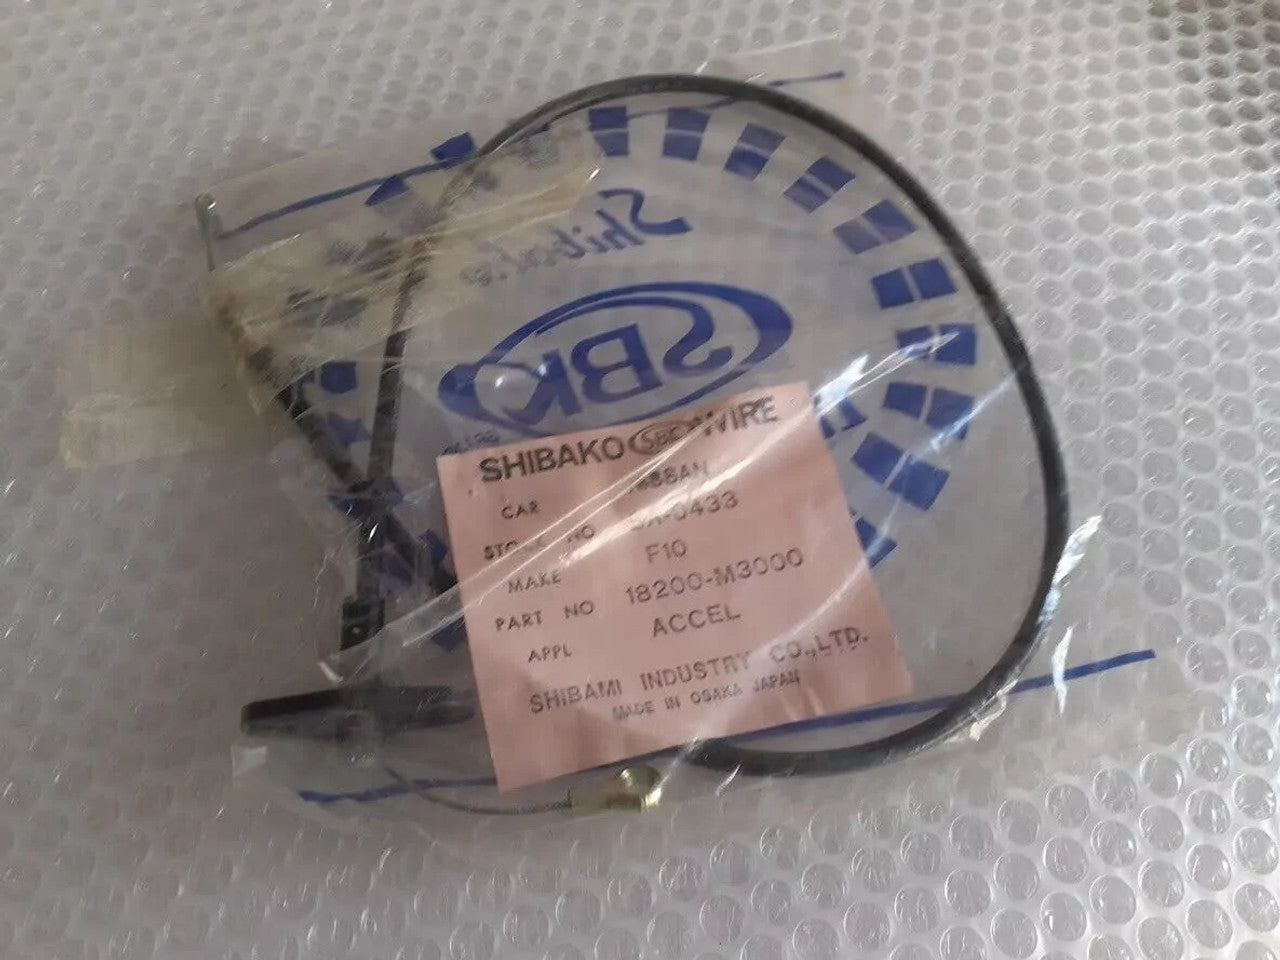 Shibako
SBK
SHIBAKO SBK WIRE
CAR NISSAN
STOCK NO -0433
MAKE F10
PART NO 18200-M3000
APPL ACCEL
SHIBAMI INDUSTRY CO.,LTD.
MADE IN OSAKA JAPAN